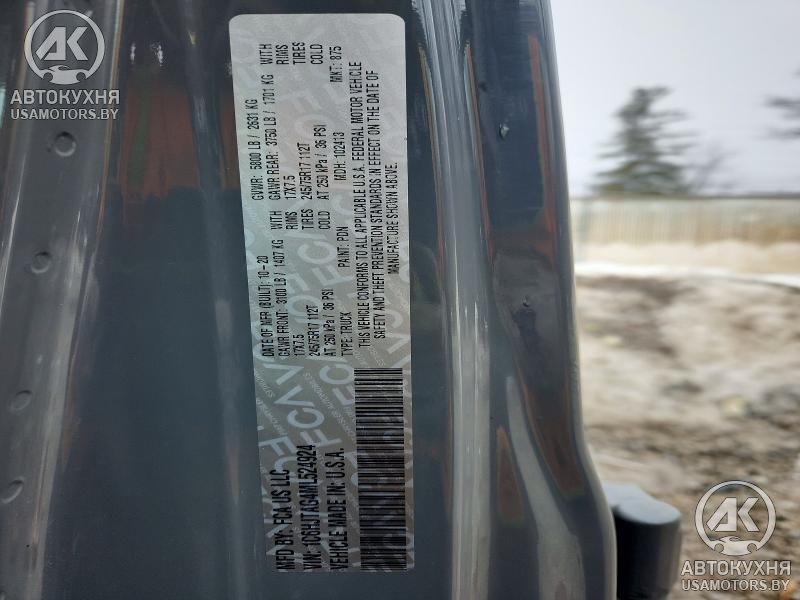 AK
АВТОКУХНЯ
USAMOTORS.BY
MFD BY: FCA US LLC
DATE OF MFR (BUILT): 10-20
GVWR: 5800 LB / 2631 KG
GAWR FRONT: 3100 LB / 1407 KG WITH
GAWR REAR: 3750 LB / 1701 KG WITH
17X7.5 RIMS
17X7.5 RIMS
245/75R17 112T TIRES
245/75R17 112T TIRES
AT 250 kPa / 36 PSI COLD
AT 250 kPa / 36 PSI COLD
VIN: 1C6HJTAG4ML524924
TYPE: TRUCK
PAINT: PDN
MDH: 102413
MKT: 875
VEHICLE MADE IN: U.S.A.
THIS VEHICLE CONFORMS TO ALL APPLICABLE U.S.A. FEDERAL MOTOR VEHICLE
SAFETY AND THEFT PREVENTION STANDARDS IN EFFECT ON THE DATE OF
MANUFACTURE SHOWN ABOVE.
AK
АВТОКУХНЯ
USAMOTORS.BY